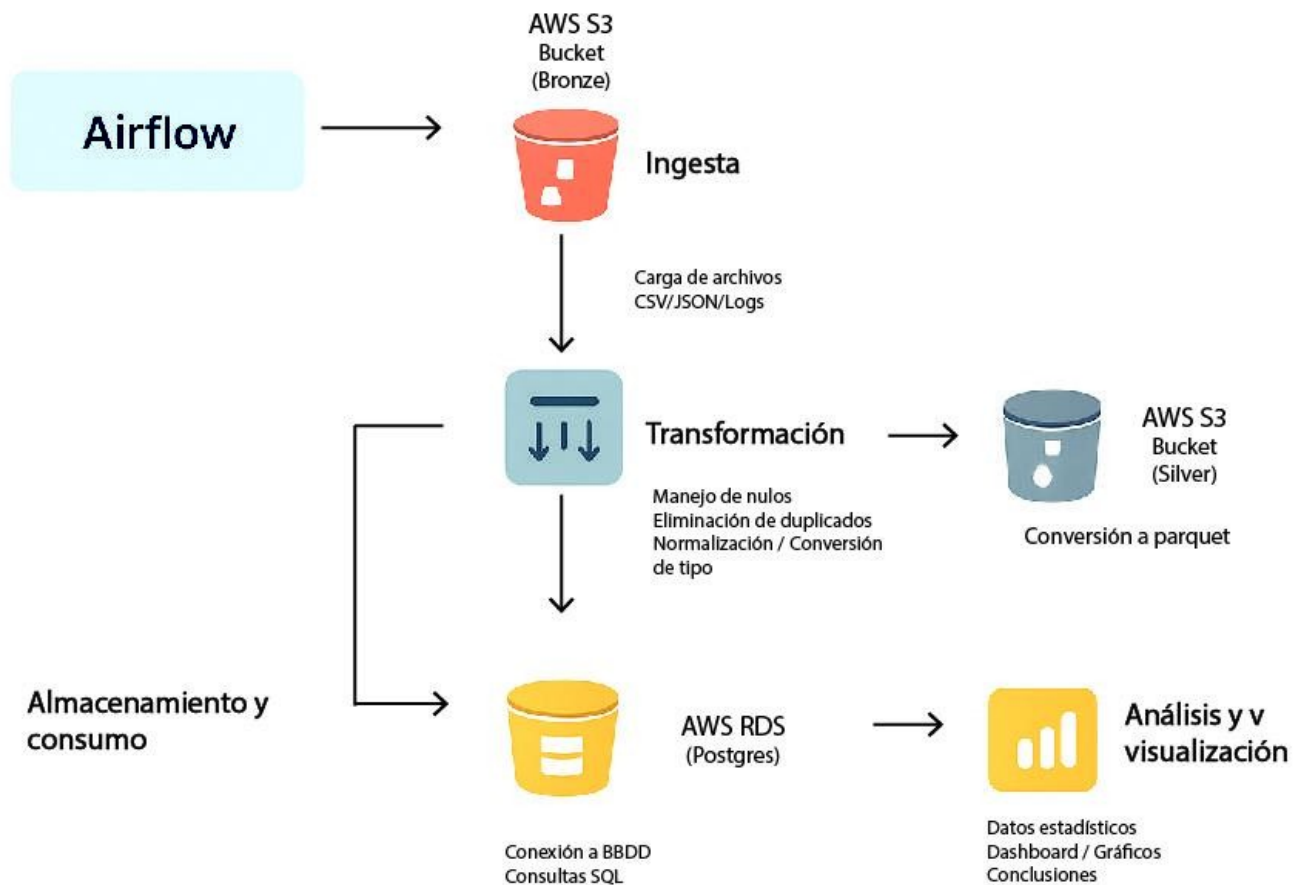 AWS S3
Bucket
(Bronze)
Airflow
Ingesta
Carga de archivos
CSV/JSON/Logs
Transformación
Manejo de nulos
Eliminación de duplicados
Normalización / Conversión
de tipo
AWS S3
Bucket
(Silver)
Conversión a parquet
Almacenamiento y
consumo
AWS RDS
(Postgres)
Conexión a BBDD
Consultas SQL
Análisis y v
visualización
Datos estadísticos
Dashboard / Gráficos
Conclusiones